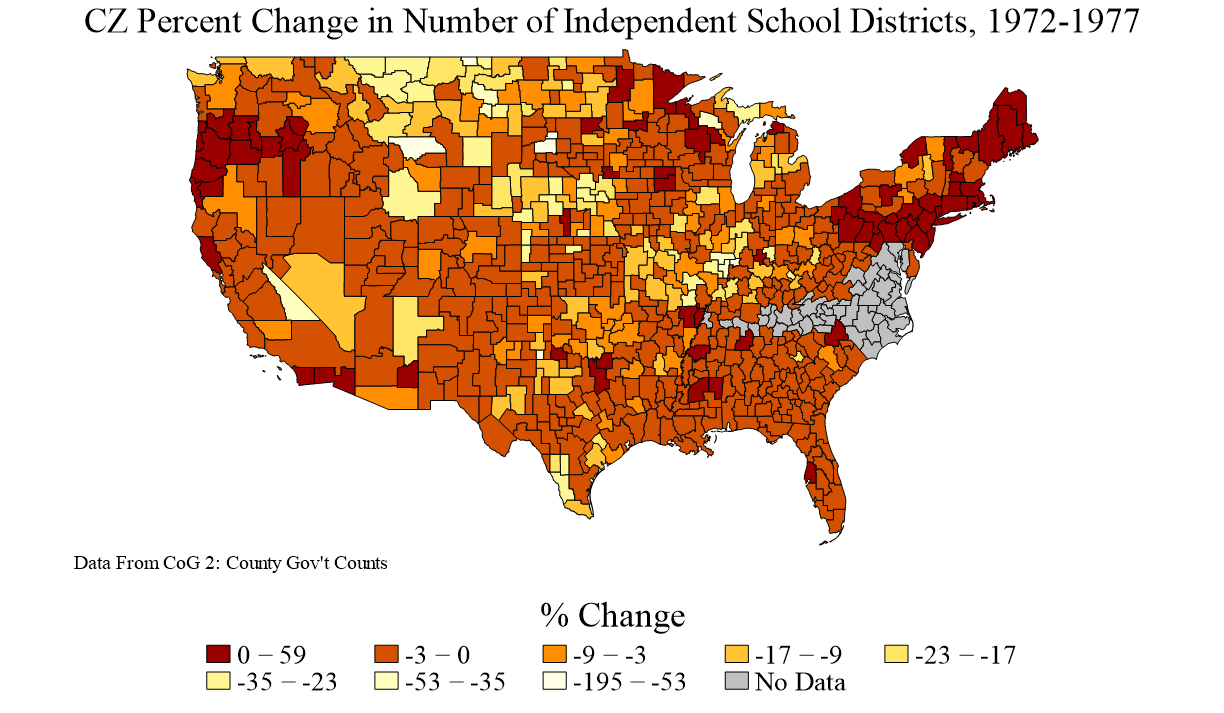 CZ Percent Change in Number of Independent School Districts, 1972-1977
Data From CoG 2: County Gov't Counts
% Change
0 − 59 -3 − 0 -9 − -3 -17 − -9 -23 − -17
-35 − -23 -53 − -35 -195 − -53 No Data